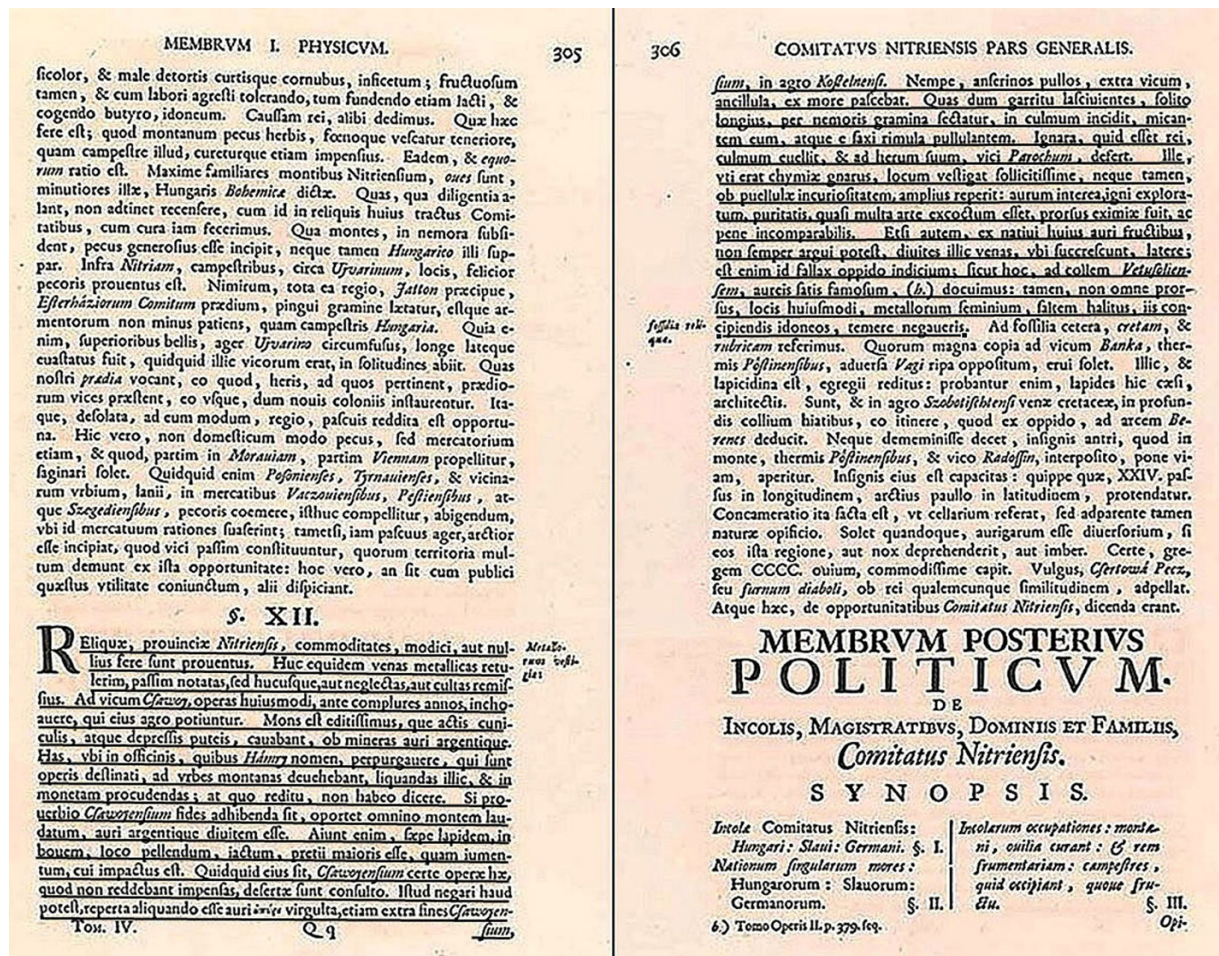 MEMBRVM I. PHYSICVM. 305
ſicolor, & male detortis curtisque cornubus, inficetum; fructuoſum
tamen, & cum labori agreſti tolerando, tum fundendo etiam lacti, &
cogendo butyro, idoneum. Cauſſam rei, alibi dedimus. Quæ hæc
fere eſt; quod montanum pecus herbis, fœnoque veſcatur teneriore,
quam campeſtre illud, cureturque etiam impenſius. Eadem, & equo-
rum ratio eſt. Maxime familiares montibus Nitrienſium, oues ſunt,
minutiores illæ, Hungaris Bohemicæ dictæ. Quas, qua diligentia a-
lant, non adtinet recenſere, cum id in reliquis huius tractus Comi-
tatibus, cum cura iam fecerimus. Qua montes, in nemora ſubſi-
dent, pecus generoſius eſſe incipit, neque tamen Hungarico illi ſup-
par. Infra Nitriam, campeſtribus, circa Ujvarinum, locis, felicior
pecoris prouentus eſt. Nimirum, tota ea regio, Jatton præcipue,
Eſterháziorum Comitum prædium, pingui gramine lætatur, eſtque ar-
mentorum non minus patiens, quam campeſtris Hungaria. Quia e-
nim, ſuperioribus bellis, ager Ujvarino circumfuſus, longe lateque
euaſtatus fuit, quidquid illic vicorum erat, in ſolitudines abiit. Quas
noſtri prædia vocant, eo quod, heris, ad quos pertinent, prædio-
rum vices præſtent, eo vſque, dum nouis coloniis inſtaurentur. Ita-
que, deſolata, ad eum modum, regio, paſcuis reddita eſt opportu-
na. Hic vero, non domeſticum modo pecus, ſed mercatorium
etiam, & quod, partim in Morauiam, partim Viennam propellitur,
ſaginari ſolet. Quidquid enim Poſonienſes, Tyrnauienſes, & vicina-
rum vrbium, lanii, in mercatibus Vaczouienſibus, Péſtienſibus, at-
que Szegedienſibus, pecoris coemere, iſthuc compellitur, abigendum,
vbi id mercatuum rationes ſuaſerint; tametſi, iam paſcuus ager, arctior
eſſe incipiat, quod vici paſſim conſtituuntur, quorum territoria mul-
tum demunt ex iſta opportunitate: hoc vero, an ſit cum publici
quæſtus vtilitate coniunctum, alii diſpiciant.
§. XII.
REliquæ, prouinciæ Nitrienſis, commoditates, modici, aut nul-
lius fere ſunt prouentus. Huc equidem venas metallicas retu-
lerim, paſſim notatas, ſed hucusque, aut neglectas, aut cultas remiſ-
ſius. Ad vicum Cſawoy, operas huiusmodi, ante complures annos, incho-
auere, qui eius agro potiuntur. Mons eſt editiſſimus, que actis cuni-
culis, atque depreſſis puteis, cauabant, ob mineras auri argentique.
Has, vbi in officinis, quibus Hámry nomen, perpurgauere, qui ſunt
operis deſtinati, ad vrbes montanas deuehebant, liquandas illic, & in
monetam procudendas; at quo reditu, non habeo dicere. Si pro-
uerbio Cſawojenſium fides adhibenda ſit, oportet omnino montem lau-
datum, auri argentique diuitem eſſe. Aiunt enim, ſæpe lapidem, in
bouem, loco pellendum, iactum, pretii maioris eſſe, quam iumen-
tum, cui impactus eſt. Quidquid eius ſit, Cſawojenſium certe operæ hæ,
quod non reddebant impenſas, deſertæ ſunt conſulto. Iſtud negari haud
poteſt, reperta aliquando eſſe auri virgulta, etiam extra fines Cſawojen-
Tom. IV. Q q ſium,
306 COMITATVS NITRIENSIS PARS GENERALIS.
ſium, in agro Koſtelnenſi. Nempe, anſerinos pullos, extra vicum,
ancillula, ex more paſcebat. Quas dum garritu laſciuientes, ſolito
longius, per nemoris gramina ſectatur, in culmum incidit, mican-
tem eum, atque e ſaxi rimula pullulantem. Ignara, quid eſſet rei,
culmum euellit, & ad herum ſuum, vici Parochum, defert. Ille,
vti erat chymiæ gnarus, locum veſtigat ſollicitiſſime, neque tamen,
ob puellulæ incurioſitatem, amplius reperit: aurum interea, igni explora-
tum, puritatis, quaſi multa arte excoctum eſſet, prorſus eximiæ fuit, ac
pene incomparabilis. Etſi autem, ex natiui huius auri fructibus,
non ſemper argui poteſt, diuites illic venas, vbi ſuccreſcunt, latere;
eſt enim id fallax oppido indicium; ſicut hoc, ad collem Vetuſolien-
ſem, aureis ſatis famoſum, (b.) docuimus: tamen, non omne pror-
ſus, locis huiuſmodi, metallorum ſeminium, ſaltem halitus, iis con-
cipiendis idoneos, temere negaueris. Ad foſſilia cetera, cretam, &
foſſilia reli-
quæ.
rubricam referimus. Quorum magna copia ad vicum Banka, ther-
mis Pöſtinenſibus, aduerſa Vagi ripa oppoſitum, erui ſolet. Illic, &
lapicidina eſt, egregii reditus: probantur enim, lapides hic cæſi,
architectis. Sunt, & in agro Szobotiſchtenſi venæ cretaceæ, in profun-
dis collium hiatibus, eo itinere, quod ex oppido, ad arcem Be-
rencs deducit. Neque dememiniſſe decet, inſignis antri, quod in
monte, thermis Pöſtinenſibus, & vico Radoſſin, interpoſito, pone vi-
am, aperitur. Inſignis eius eſt capacitas: quippe quæ, XXIV. paſ-
ſus in longitudinem, arctius paullo in latitudinem, protendatur.
Concameratio ita facta eſt, vt cellarium referat, ſed adparente tamen
naturæ opificio. Solet quandoque, aurigarum eſſe diuerſorium, ſi
eos iſta regione, aut nox deprehenderit, aut imber. Certe, gre-
gem CCCC. ouium, commodiſſime capit. Vulgus, Cſertowá Pecz,
ſeu furnum diaboli, ob rei qualemcunque ſimilitudinem, adpellat.
Atque hæc, de opportunitatibus Comitatus Nitrienſis, dicenda erant.
MEMBRVM POSTERIVS
POLITICVM.
DE
INCOLIS, MAGISTRATIBVS, DOMINIIS ET FAMILIIS,
Comitatus Nitrienſis.
SYNOPSIS.
Incolæ Comitatus Nitrienſis:
Hungari: Slaui: Germani. §. I.
Nationum ſingularum mores:
Hungarorum: Slauorum:
Germanorum. §. II.
Incolarum occupationes: monta-
ni, ouilia curant: & rem
frumentariam: campeſtres,
quid occipiant, quoue fru-
ctu. §. III.
b.) Tomo Operis II. p. 379. ſeq.
Opi-